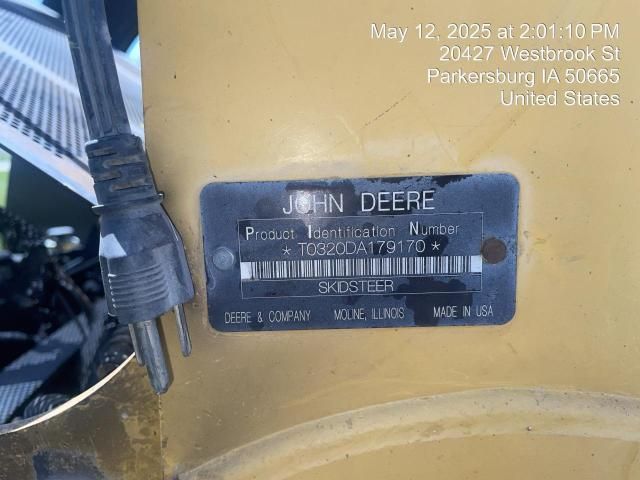 May 12, 2025 at 2:01:10 PM
20427 Westbrook St
Parkersburg IA 50665
United States
JOHN DEERE
Product Identification Number
* T0320DA179170 *
SKIDSTEER
DEERE & COMPANY MOLINE, ILLINOIS MADE IN USA